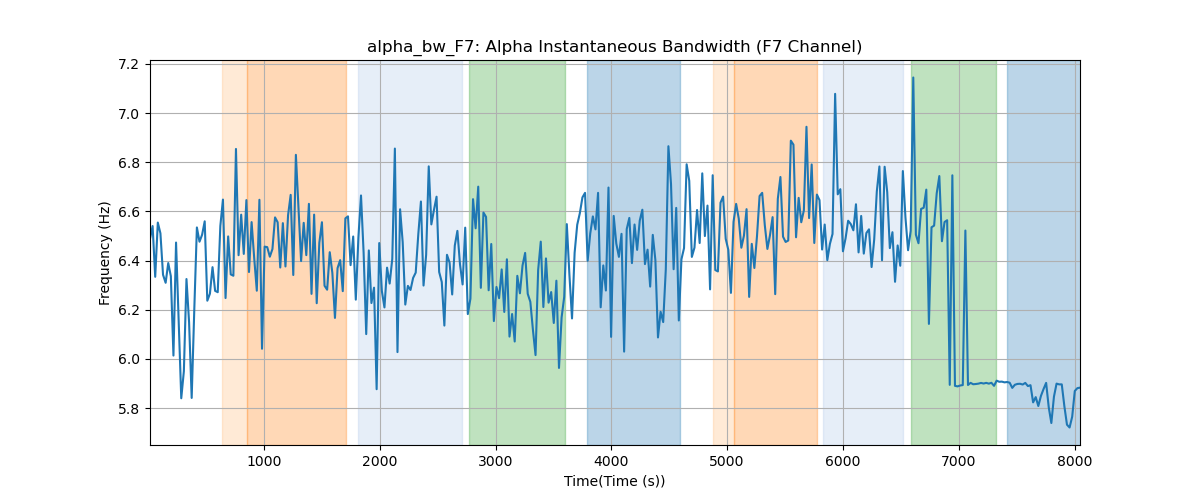 alpha_bw_F7: Alpha Instantaneous Bandwidth (F7 Channel)
7.2
7.0
6.8
6.6
6.4
6.2
6.0
5.8
Frequency (Hz)
1000 2000 3000 4000 5000 6000 7000 8000
Time(Time (s))